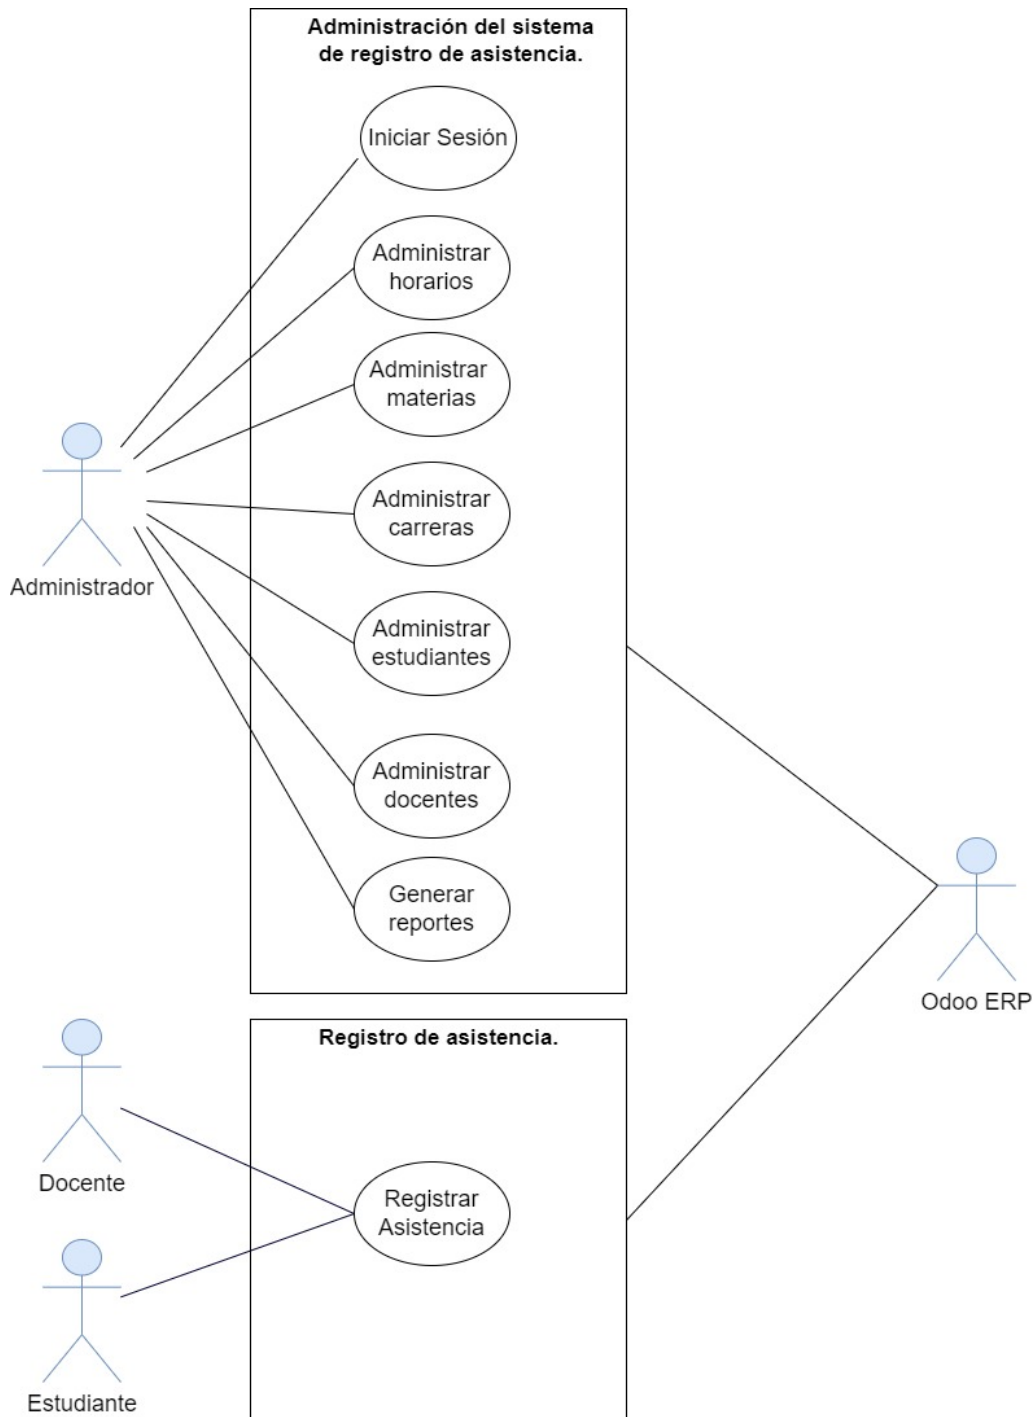 Administración del sistema
de registro de asistencia.
Iniciar Sesión
Administrar
horarios
Administrar
materias
Administrar
carreras
Administrador
Administrar
estudiantes
Administrar
docentes
Generar
reportes
Odoo ERP
Registro de asistencia.
Docente
Registrar
Asistencia
Estudiante